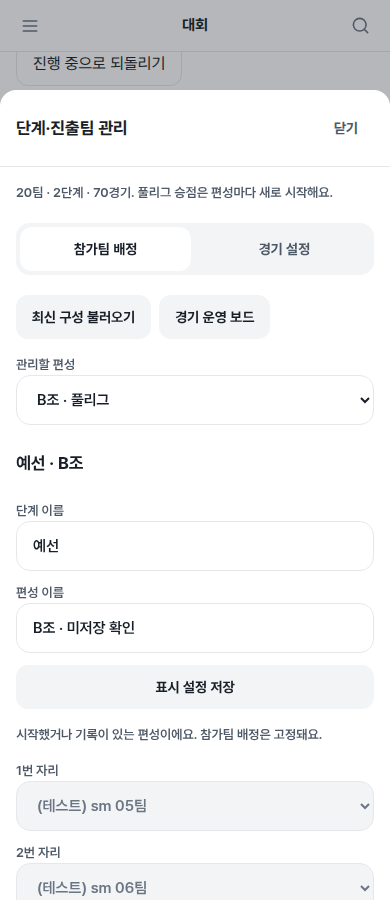 대회
진행 중으로 되돌리기
단계·진출팀 관리
닫기
20팀 · 2단계 · 70경기. 풀리그 승점은 편성마다 새로 시작해요.
참가팀 배정
경기 설정
최신 구성 불러오기
경기 운영 보드
관리할 편성
B조 · 풀리그
예선 · B조
단계 이름
예선
편성 이름
B조 · 미저장 확인
표시 설정 저장
시작했거나 기록이 있는 편성이에요. 참가팀 배정은 고정돼요.
1번 자리
(테스트) sm 05팀
2번 자리
(테스트) sm 06팀